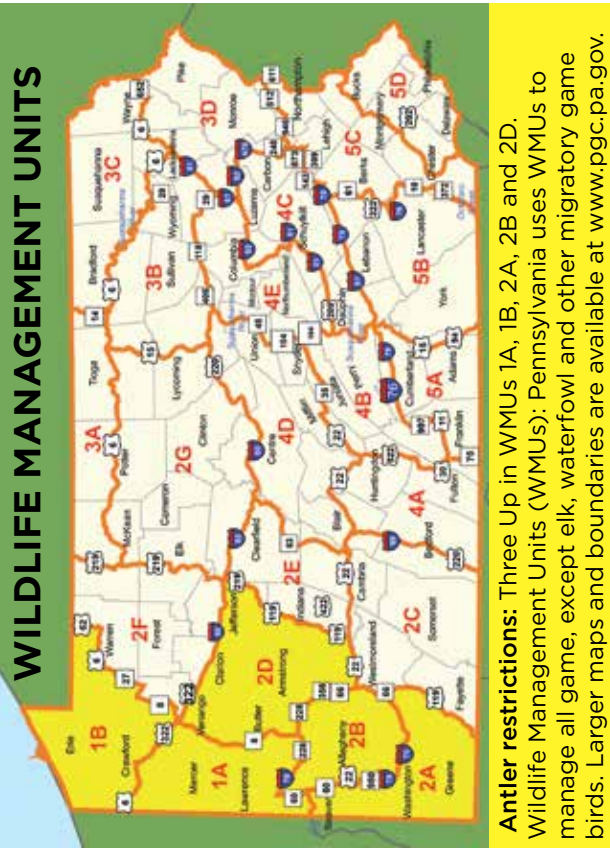 WILDLIFE MANAGEMENT UNITS
1B
Erie
Crawford
1A
Mercer
Lawrence
2B
Allegheny
Washington
2A
Greene
2D
Armstrong
Butler
Venango
Clarion
Jefferson
2F
Warren
Forest
McKean
Elk
Cameron
2G
Clinton
3A
Potter
Tioga
Lycoming
Bradford
3B
Sullivan
3C
Susquehanna
Wyoming
Lackawanna
Wayne
Pike
3D
Monroe
Luzerne
Carbon
Northampton
Lehigh
Columbia
4C
Schuylkill
4E
Montour
Northumberland
Union
Snyder
4D
Centre
Clearfield
2E
Indiana
Cambria
Blair
Huntingdon
Mifflin
Juniata
Perry
4B
Dauphin
Lebanon
Berks
5C
Bucks
Montgomery
5D
Philadelphia
Delaware
Chester
Lancaster
5B
York
Adams
5A
Cumberland
Franklin
Fulton
4A
Bedford
2C
Somerset
Westmoreland
Fayette
Antler restrictions: Three Up in WMUs 1A, 1B, 2A, 2B and 2D.
Wildlife Management Units (WMUs): Pennsylvania uses WMUs to
manage all game, except elk, waterfowl and other migratory game
birds. Larger maps and boundaries are available at www.pgc.pa.gov.